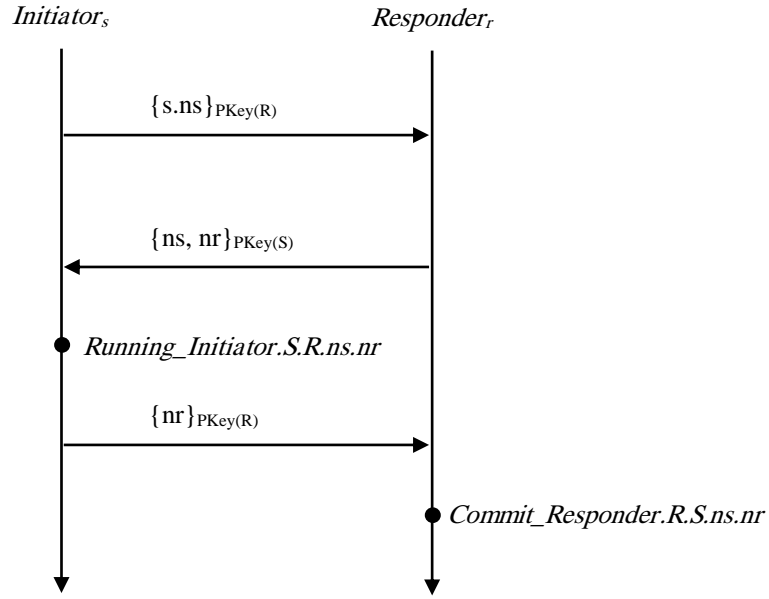 Initiatorₛ
Responderᵣ
{s.ns}PKey(R)
{ns, nr}PKey(S)
Running_Initiator.S.R.ns.nr
{nr}PKey(R)
Commit_Responder.R.S.ns.nr